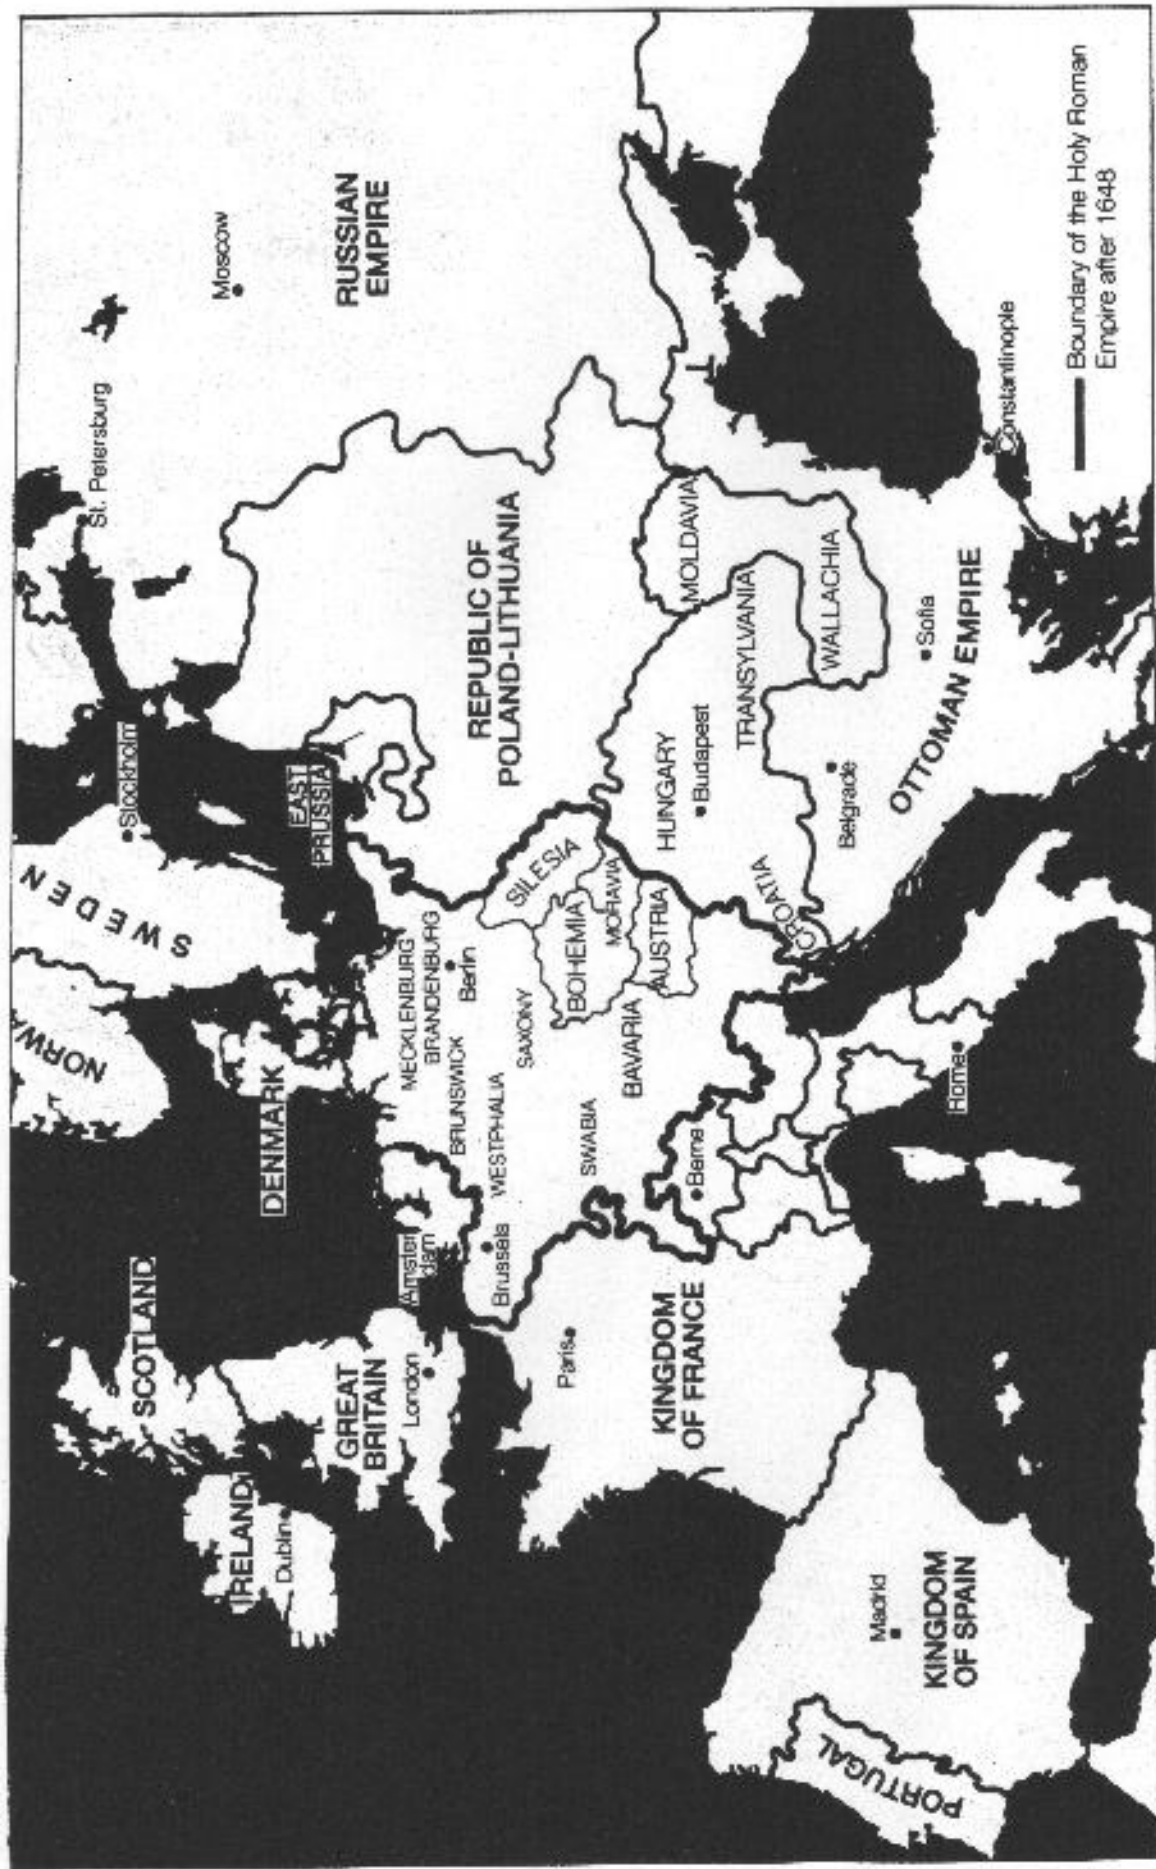 NORWA
SWEDEN
Stockholm
St. Petersburg
Moscow
RUSSIAN
EMPIRE
SCOTLAND
DENMARK
EAST
PRUSSIA
IRELAND
Dublin
GREAT
BRITAIN
London
Amster
dam
Brussels
MECKLENBURG
BRANDENBURG
Berlin
BRUNSWICK
WESTPHALIA
SAXONY
REPUBLIC OF
POLAND-LITHUANIA
SILESIA
BOHEMIA
MORAVIA
AUSTRIA
BAVARIA
SWABIA
Paris
KINGDOM
OF FRANCE
Berne
HUNGARY
Budapest
MOLDAVIA
TRANSYLVANIA
WALLACHIA
CROATIA
Belgrade
Sofia
OTTOMAN EMPIRE
Constantinople
Rome
Madrid
KINGDOM
OF SPAIN
PORTUGAL
Boundary of the Holy Roman
Empire after 1648